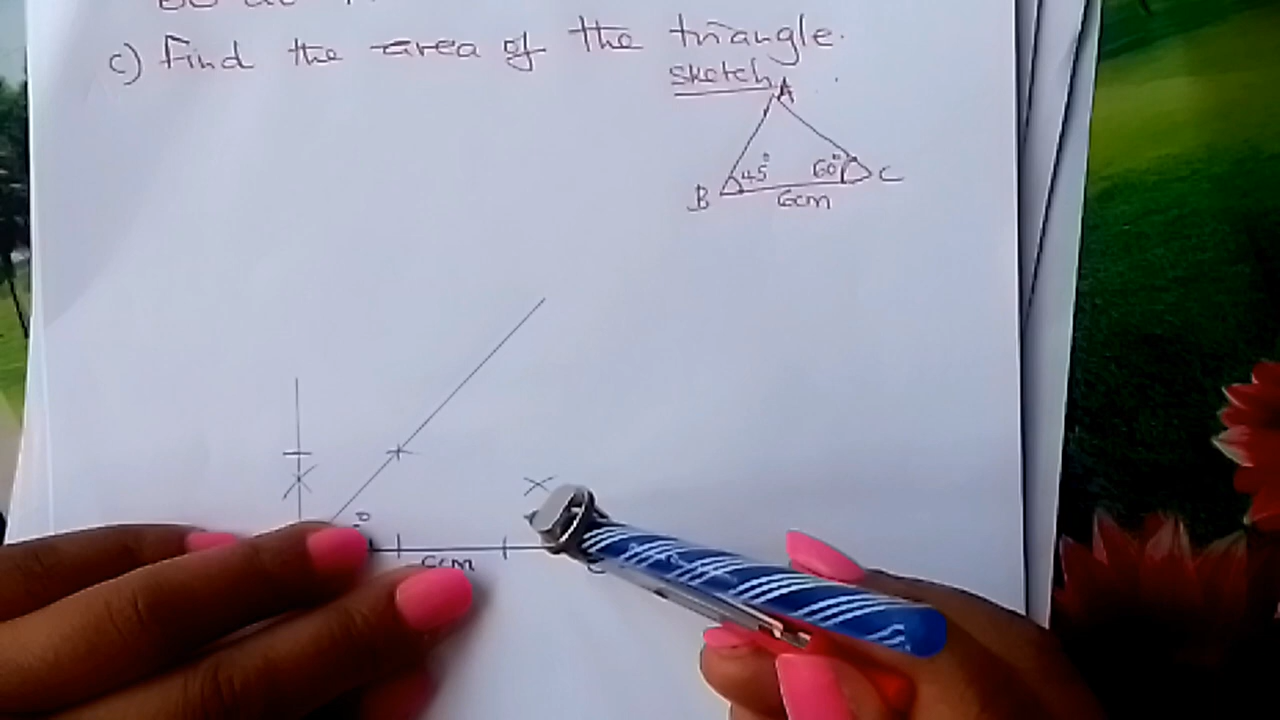 c) Find the area of the triangle.
sketch
A
45° 60°
B 6cm C
6cm